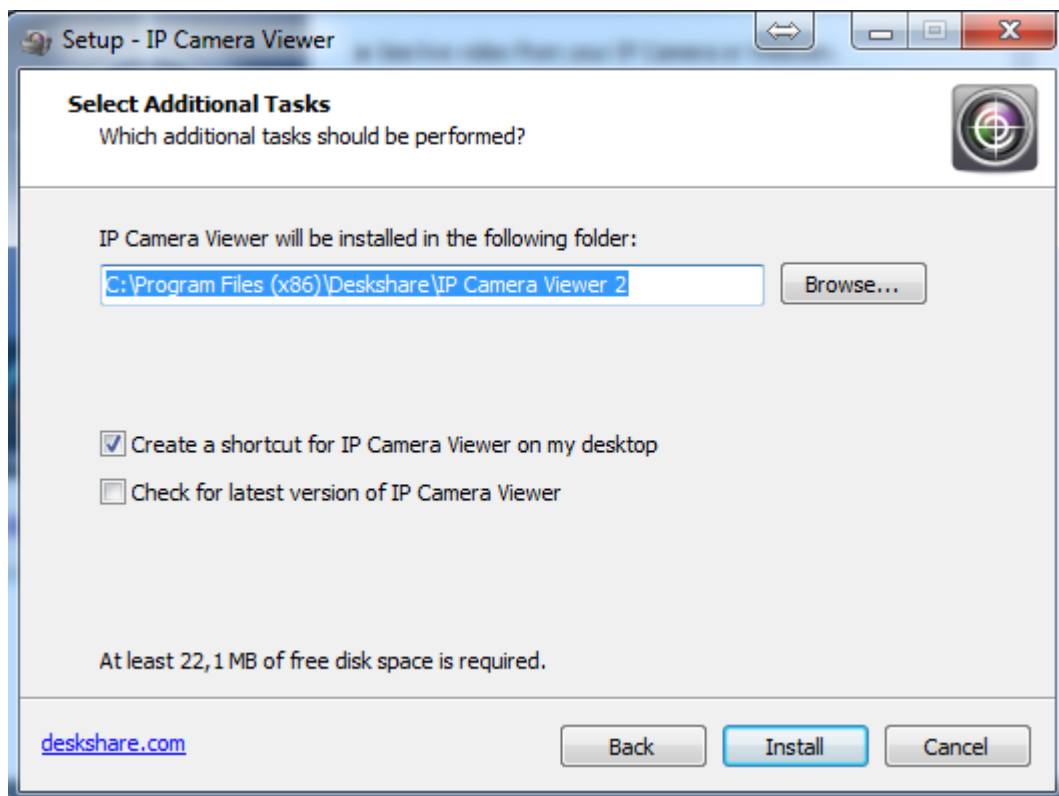 Setup - IP Camera Viewer
Select Additional Tasks
Which additional tasks should be performed?
IP Camera Viewer will be installed in the following folder:
C:\Program Files (x86)\Deskshare\IP Camera Viewer 2
Browse...
Create a shortcut for IP Camera Viewer on my desktop
Check for latest version of IP Camera Viewer
At least 22,1 MB of free disk space is required.
deskshare.com
Back
Install
Cancel